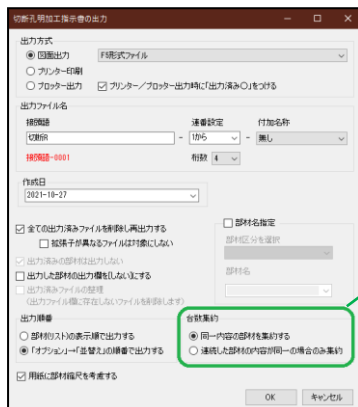 切断孔明加工指示書の出力
出力方式
図面出力 F5形式ファイル
プリンター印刷
プロッター出力 プリンター/プロッター出力時に「出力済み○」をつける
出力ファイル名
接頭語 連番設定 付加名称
切断R - 1から - 無し
接頭語-0001 桁数 4
作成日
2021-10-27
全ての出力済みファイルを削除し再出力する
拡張子が異なるファイルは対象にしない
出力済みの部材は出力しない
出力した部材の出力欄を(しない)にする
出力済みファイルの整理
(出力ファイル欄に存在しないファイルを削除します)
部材名指定
部材区分を選択
部材名
出力順番
部材(リスト)の表示順で出力する
「オプション」→「並替え」の順番で出力する
台数集約
同一内容の部材を集約する
連続した部材の内容が同一の場合のみ集約
用紙に部材縮尺を考慮する
OK キャンセル